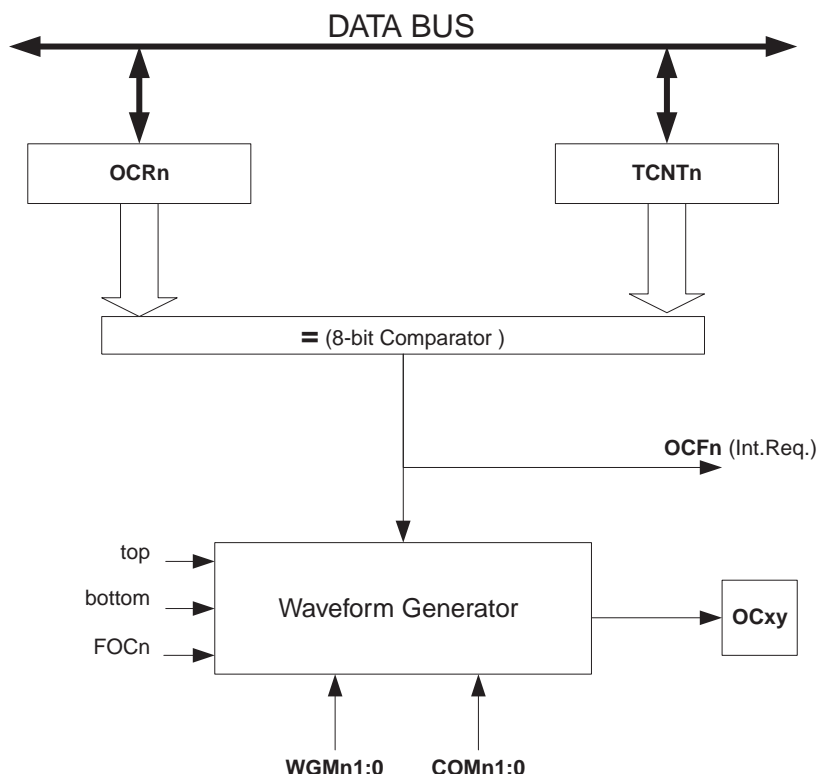 DATA BUS
OCRn
TCNTn
= (8-bit Comparator )
OCFn (Int.Req.)
top
bottom
FOCn
Waveform Generator
OCxy
WGMn1:0
COMn1:0